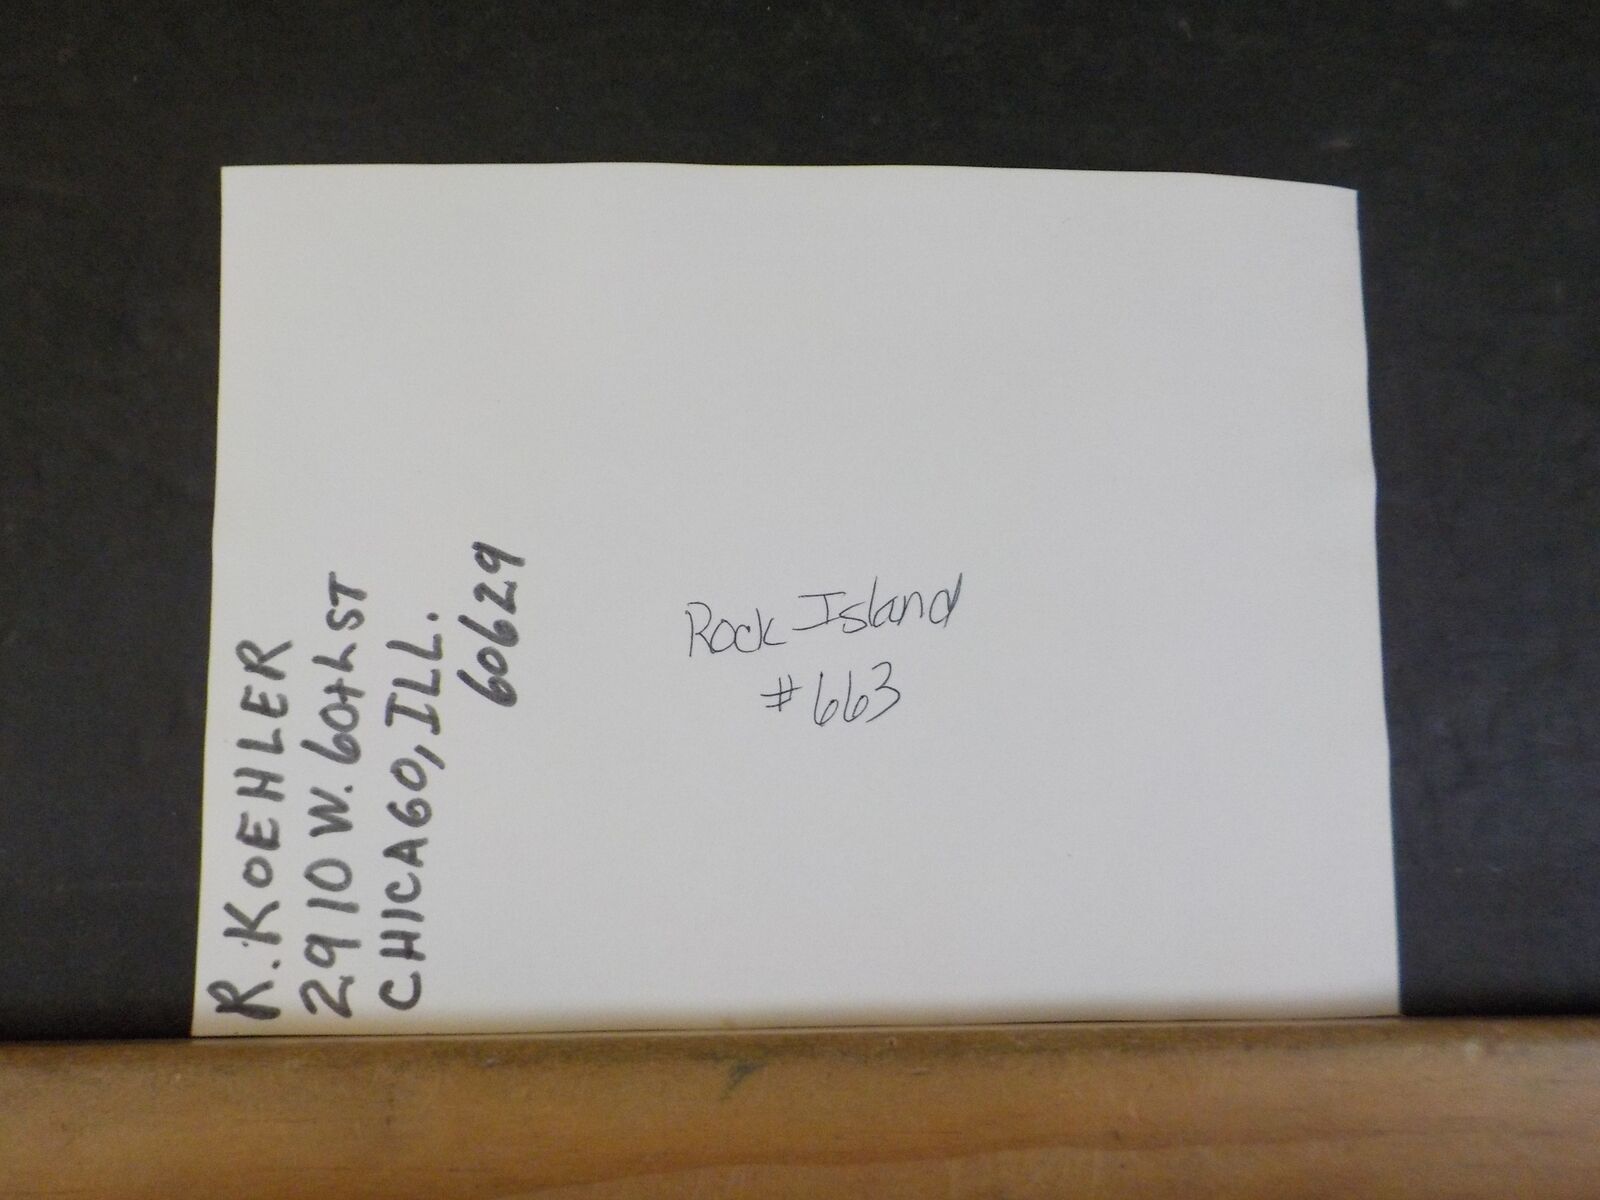 R. KOEHLER
2910 W. 60th ST
CHICAGO, ILL.
60629
Rock Island
#663